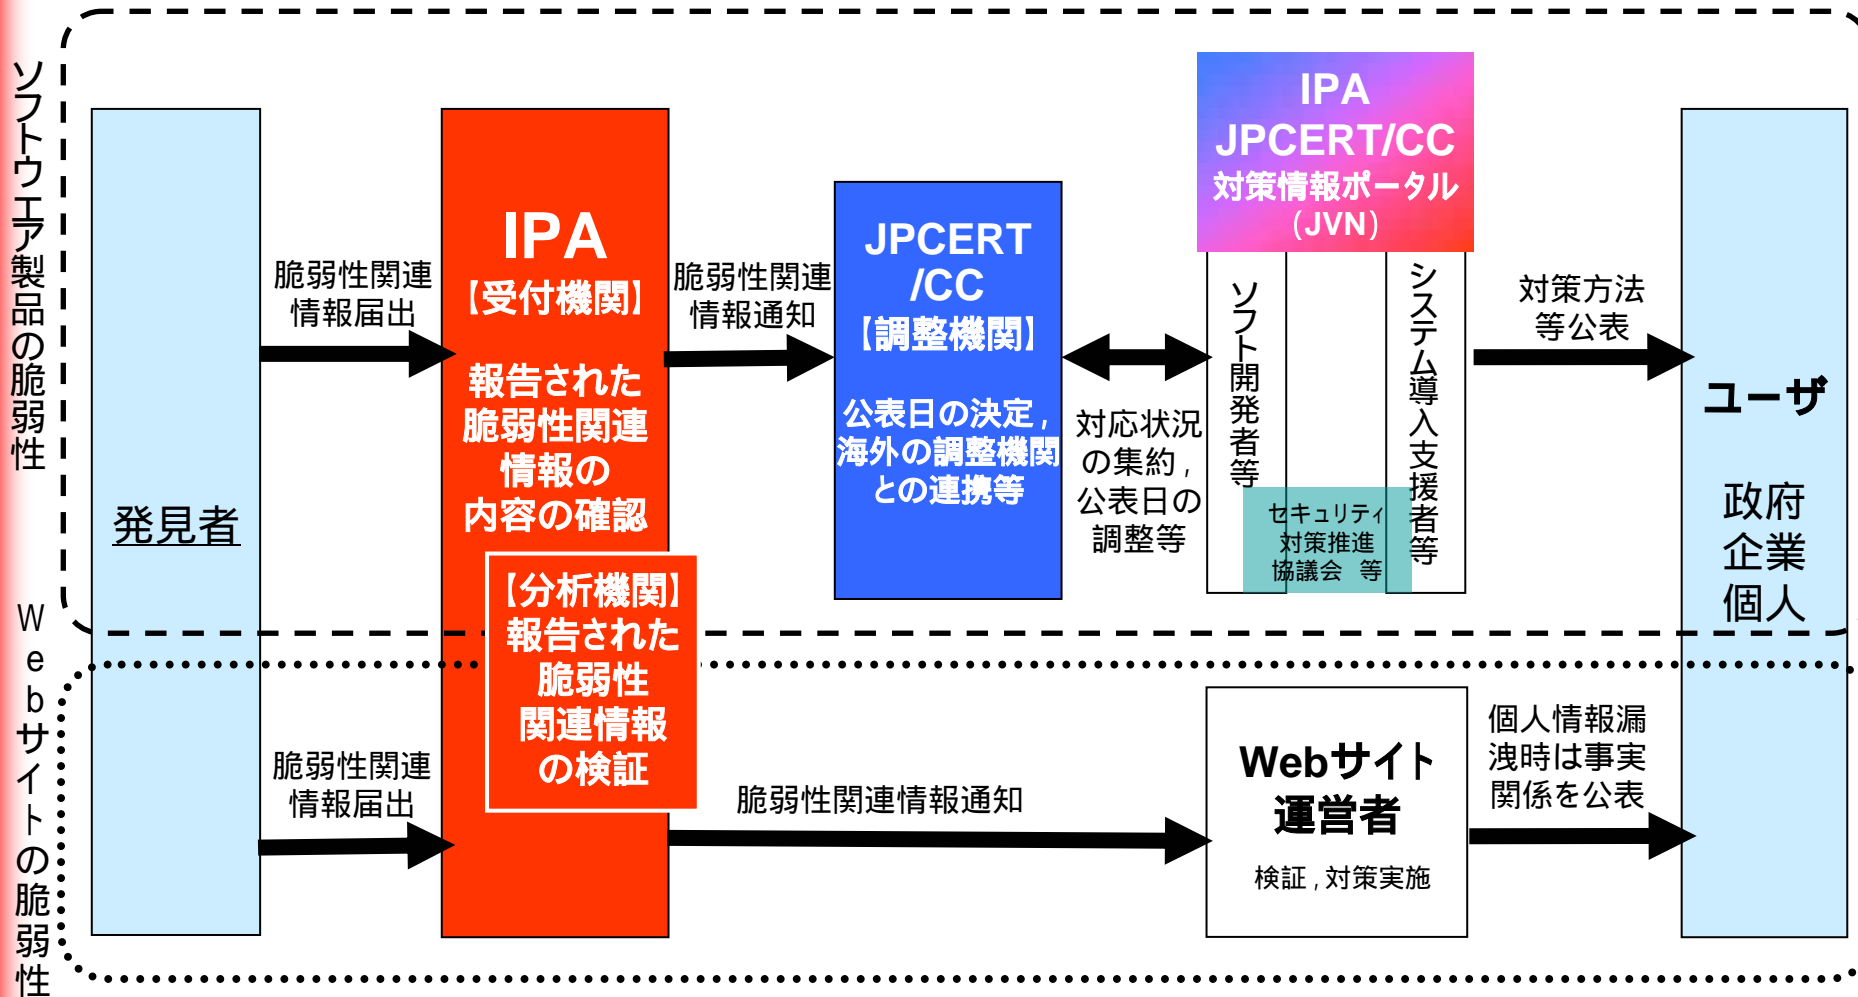 ソフトウエア製品の脆弱性
発見者
脆弱性関連
情報届出
IPA
【受付機関】
報告された
脆弱性関連
情報の
内容の確認
【分析機関】
報告された
脆弱性
関連情報
の検証
脆弱性関連
情報通知
JPCERT
/CC
【調整機関】
公表日の決定，
海外の調整機関
との連携等
対応状況
の集約，
公表日の
調整等
IPA
JPCERT/CC
対策情報ポータル
(JVN)
ソフト開発者等
システム導入支援者等
セキュリティ
対策推進
協議会 等
対策方法
等公表
ユーザ
政府
企業
個人
Webサイトの脆弱性
脆弱性関連
情報届出
脆弱性関連情報通知
Webサイト
運営者
検証，対策実施
個人情報漏
洩時は事実
関係を公表